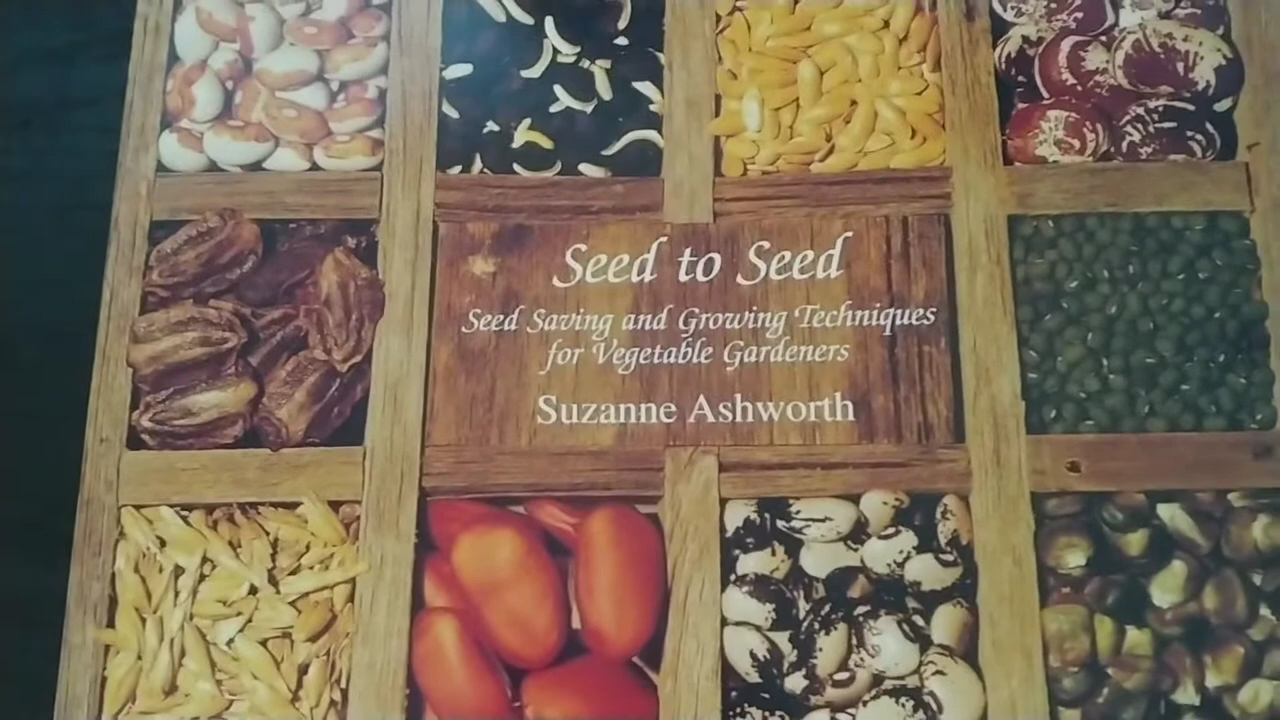 Seed to Seed
Seed Saving and Growing Techniques
for Vegetable Gardeners
Suzanne Ashworth